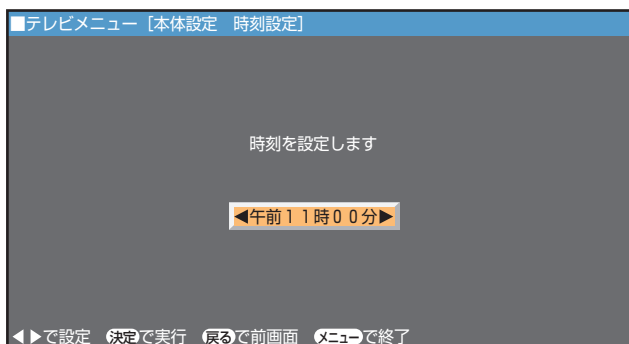 ■テレビメニュー［本体設定　時刻設定］
時刻を設定します
◀午前１１時００分▶
◀▶で設定　決定で実行　戻るで前画面　メニューで終了